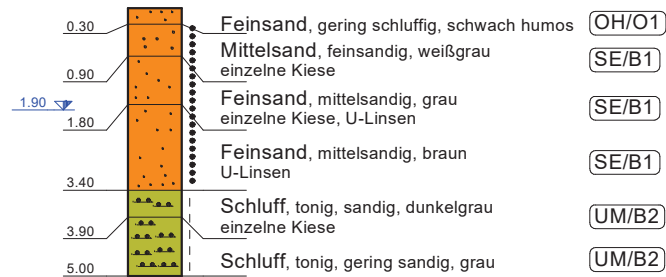 0.30
Feinsand, gering schluffig, schwach humos OH/O1
Mittelsand, feinsandig, weißgrau SE/B1
0.90
einzelne Kiese
1.90
Feinsand, mittelsandig, grau SE/B1
1.80
einzelne Kiese, U-Linsen
Feinsand, mittelsandig, braun SE/B1
U-Linsen
3.40
Schluff, tonig, sandig, dunkelgrau UM/B2
einzelne Kiese
3.90
Schluff, tonig, gering sandig, grau UM/B2
5.00